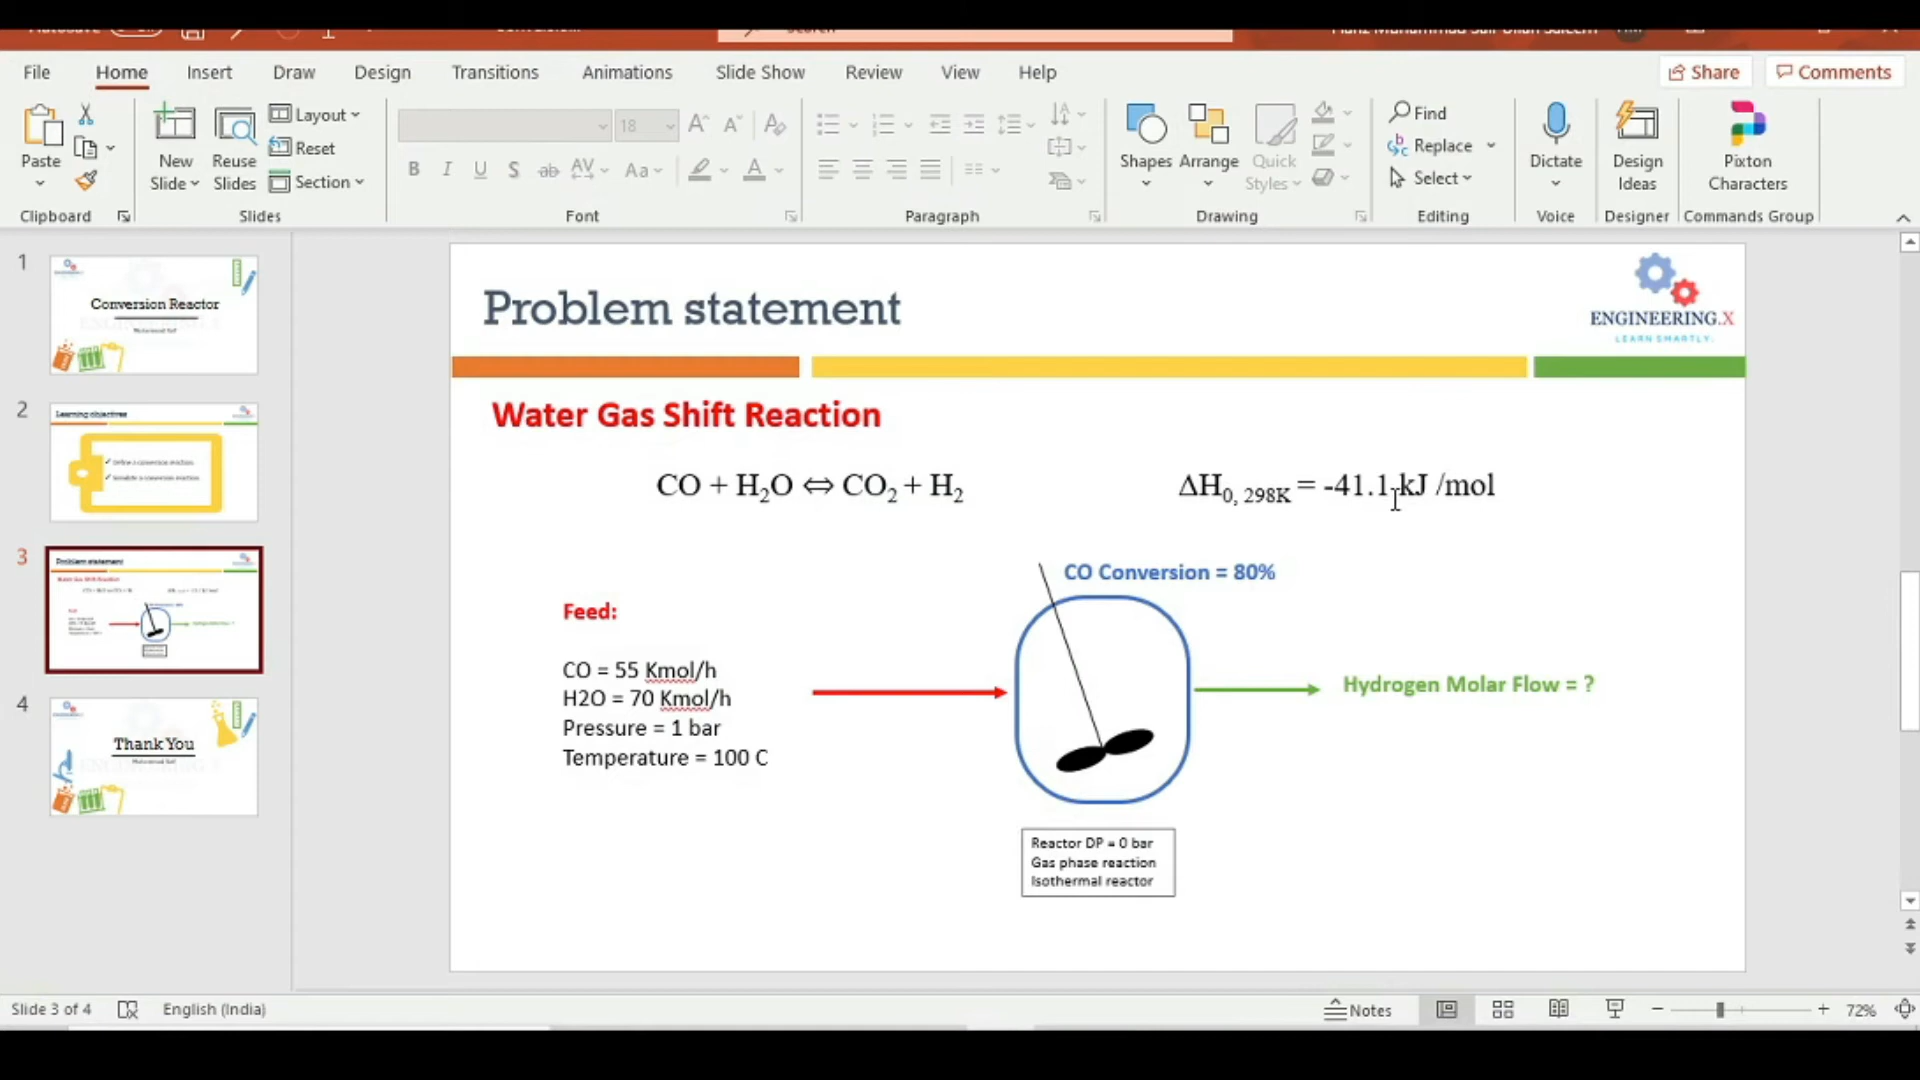 File Home Insert Draw Design Transitions Animations Slide Show Review View Help Share Comments
Paste
New Slide
Reuse Slides
Layout
Reset
Section
18
Shapes
Arrange
Quick Styles
Find
Replace
Select
Dictate
Design Ideas
Pixton Characters
Clipboard Slides Font Paragraph Drawing Editing Voice Designer Commands Group
1
Conversion Reactor
2
Learning objectives
3
Problem statement
4
Thank You
Problem statement
ENGINEERING.X
LEARN SMARTLY.
Water Gas Shift Reaction
CO + H₂O ⇔ CO₂ + H₂
ΔH₀, ₂₉₈K = -41.1 kJ /mol
CO Conversion = 80%
Feed:
CO = 55 Kmol/h
H2O = 70 Kmol/h
Pressure = 1 bar
Temperature = 100 C
Hydrogen Molar Flow = ?
Reactor DP = 0 bar
Gas phase reaction
Isothermal reactor
Slide 3 of 4 English (India) Notes 72%